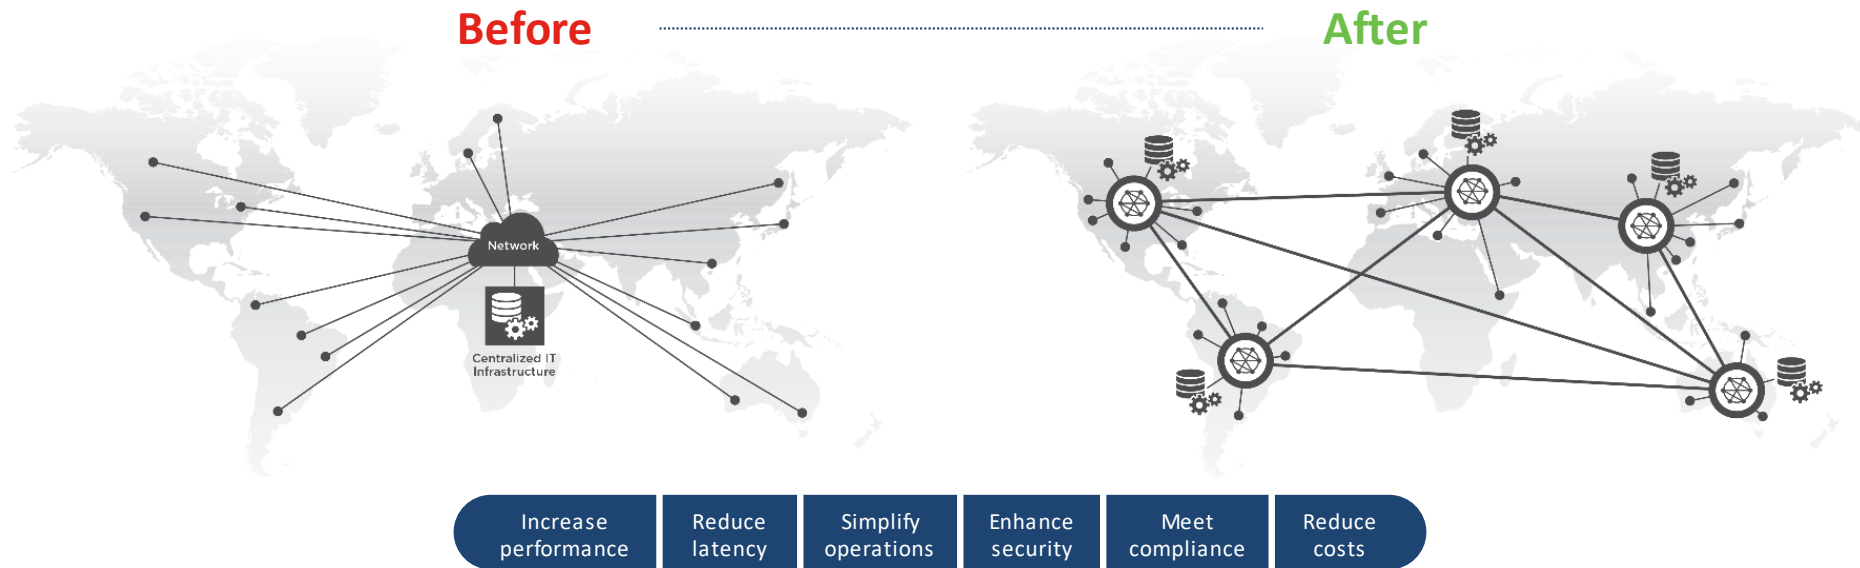 Before
After
Network
Centralized IT
Infrastructure
Increase
performance
Reduce
latency
Simplify
operations
Enhance
security
Meet
compliance
Reduce
costs